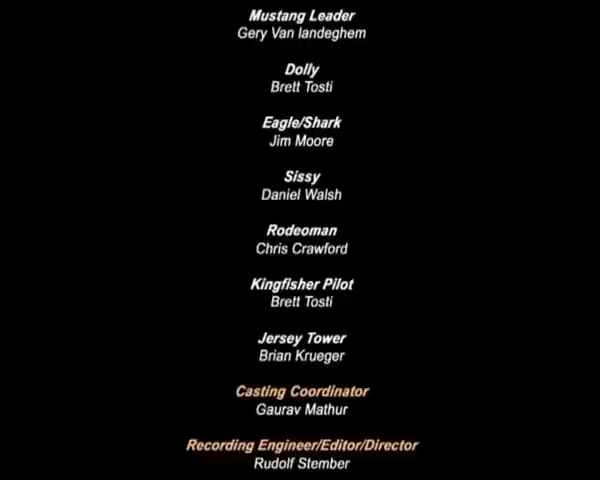 Mustang Leader
Gery Van landeghem
Dolly
Brett Tosti
Eagle/Shark
Jim Moore
Sissy
Daniel Walsh
Rodeoman
Chris Crawford
Kingfisher Pilot
Brett Tosti
Jersey Tower
Brian Krueger
Casting Coordinator
Gaurav Mathur
Recording Engineer/Editor/Director
Rudolf Stember